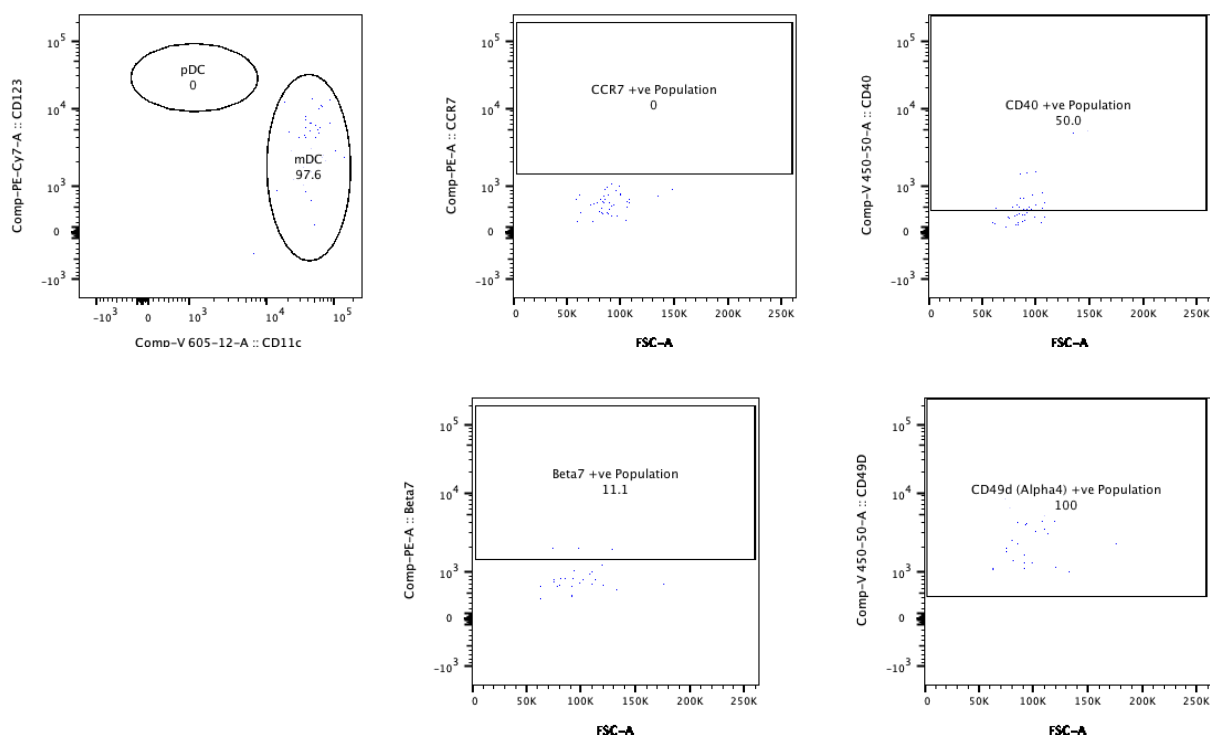 Comp-PE-Cy7-A :: CD123
10^5
10^4
10^3
0
-10^3
pDC
0
mDC
97.6
-10^3
0
10^3
10^4
10^5
Comp-V 605-12-A :: CD11c
Comp-PE-A :: CCR7
10^5
10^4
10^3
0
-10^3
CCR7 +ve Population
0
0
50K
100K
150K
200K
250K
FSC-A
Comp-V 450-50-A :: CD40
10^5
10^4
10^3
0
-10^3
CD40 +ve Population
50.0
0
50K
100K
150K
200K
250K
FSC-A
Comp-PE-A :: Beta7
10^5
10^4
10^3
0
-10^3
Beta7 +ve Population
11.1
0
50K
100K
150K
200K
250K
FSC-A
Comp-V 450-50-A :: CD49D
10^5
10^4
10^3
0
-10^3
CD49d (Alpha4) +ve Population
100
0
50K
100K
150K
200K
250K
FSC-A